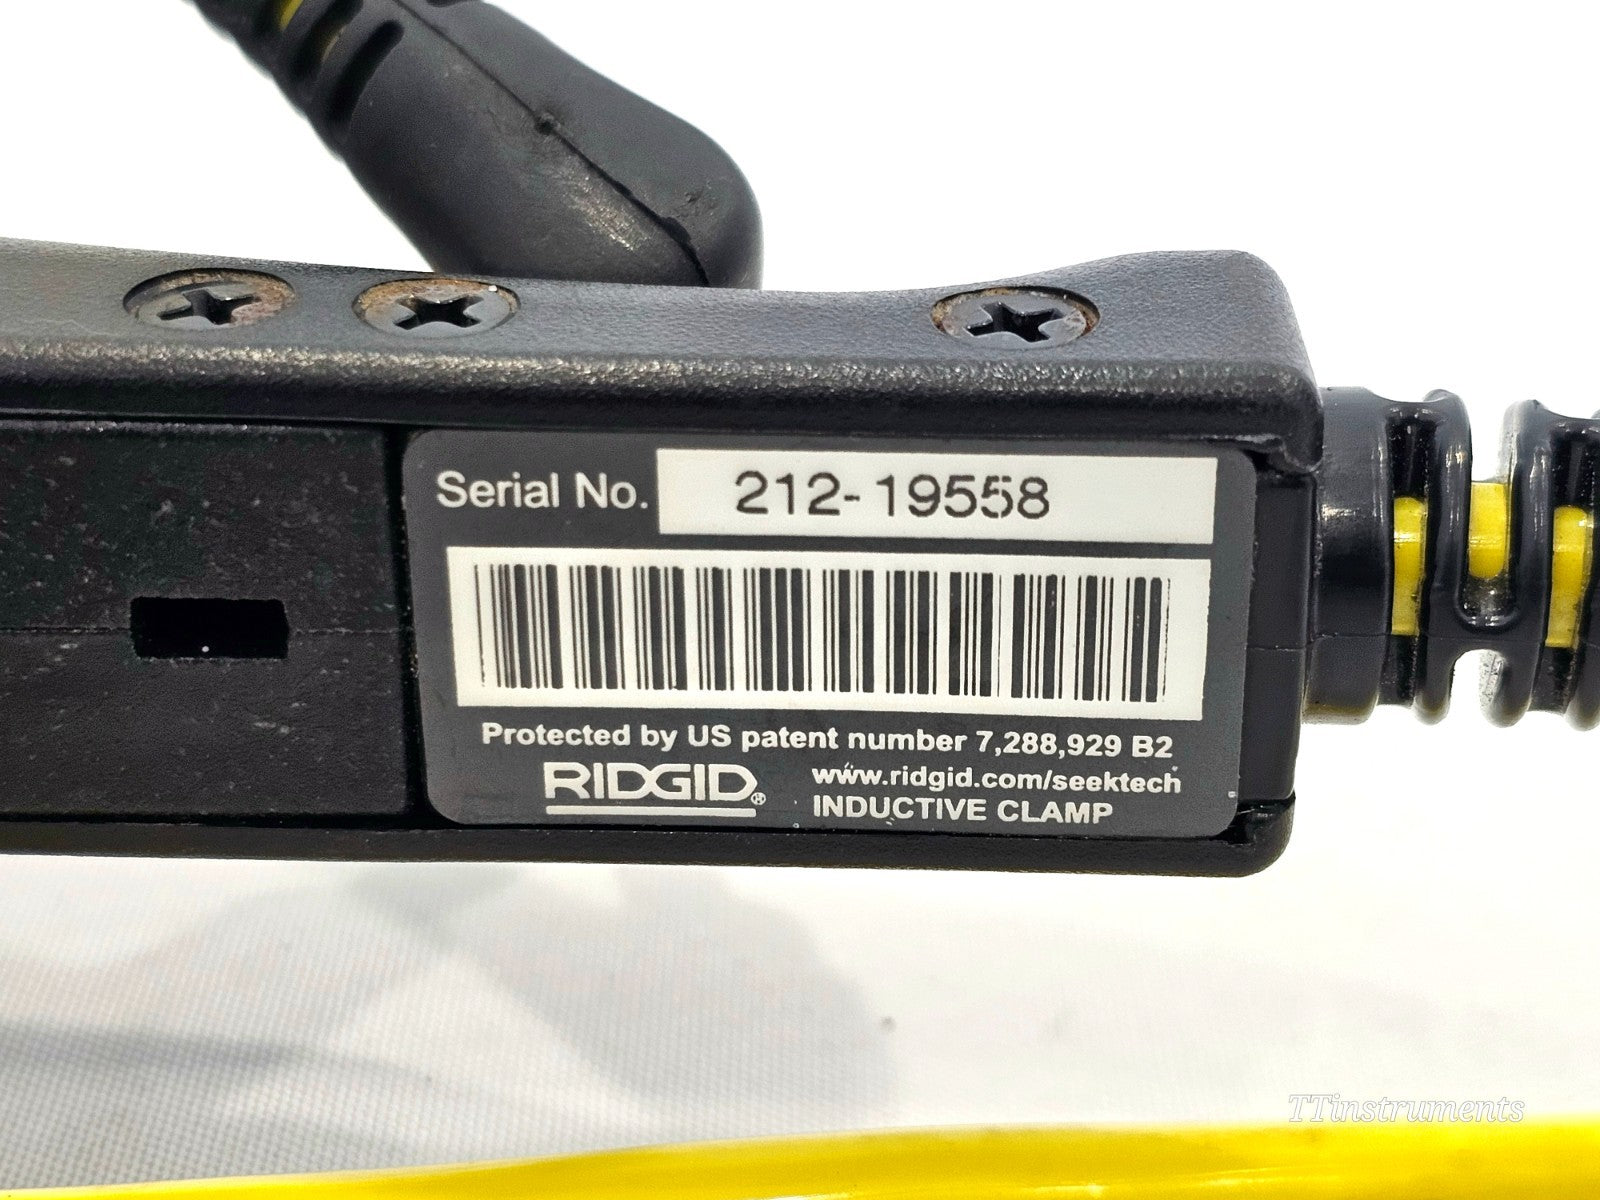 Serial No. 212-19558
Protected by US patent number 7,288,929 B2
RIDGID®
www.ridgid.com/seektech
INDUCTIVE CLAMP
TTinstruments